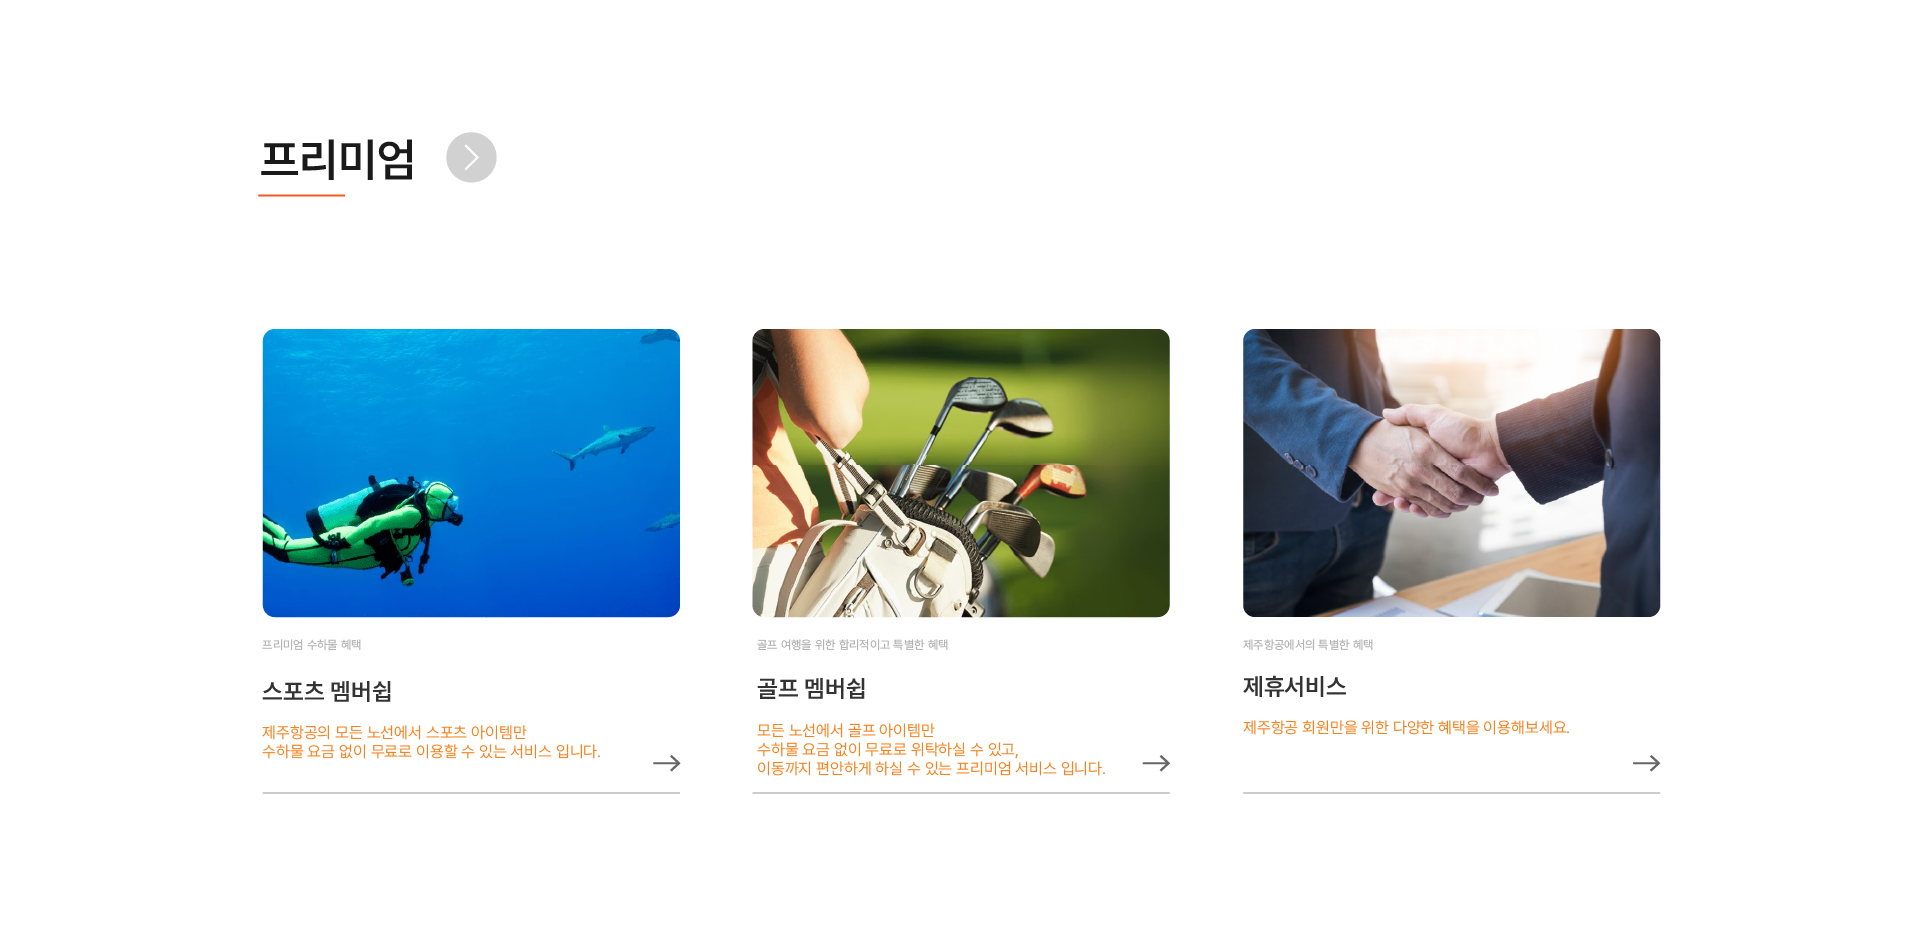 프리미엄
프리미엄 수하물 혜택
스포츠 멤버쉽
제주항공의 모든 노선에서 스포츠 아이템만
수하물 요금 없이 무료로 이용할 수 있는 서비스 입니다.
골프 여행을 위한 합리적이고 특별한 혜택
골프 멤버쉽
모든 노선에서 골프 아이템만
수하물 요금 없이 무료로 위탁하실 수 있고,
이동까지 편안하게 하실 수 있는 프리미엄 서비스 입니다.
제주항공에서의 특별한 혜택
제휴서비스
제주항공 회원만을 위한 다양한 혜택을 이용해보세요.